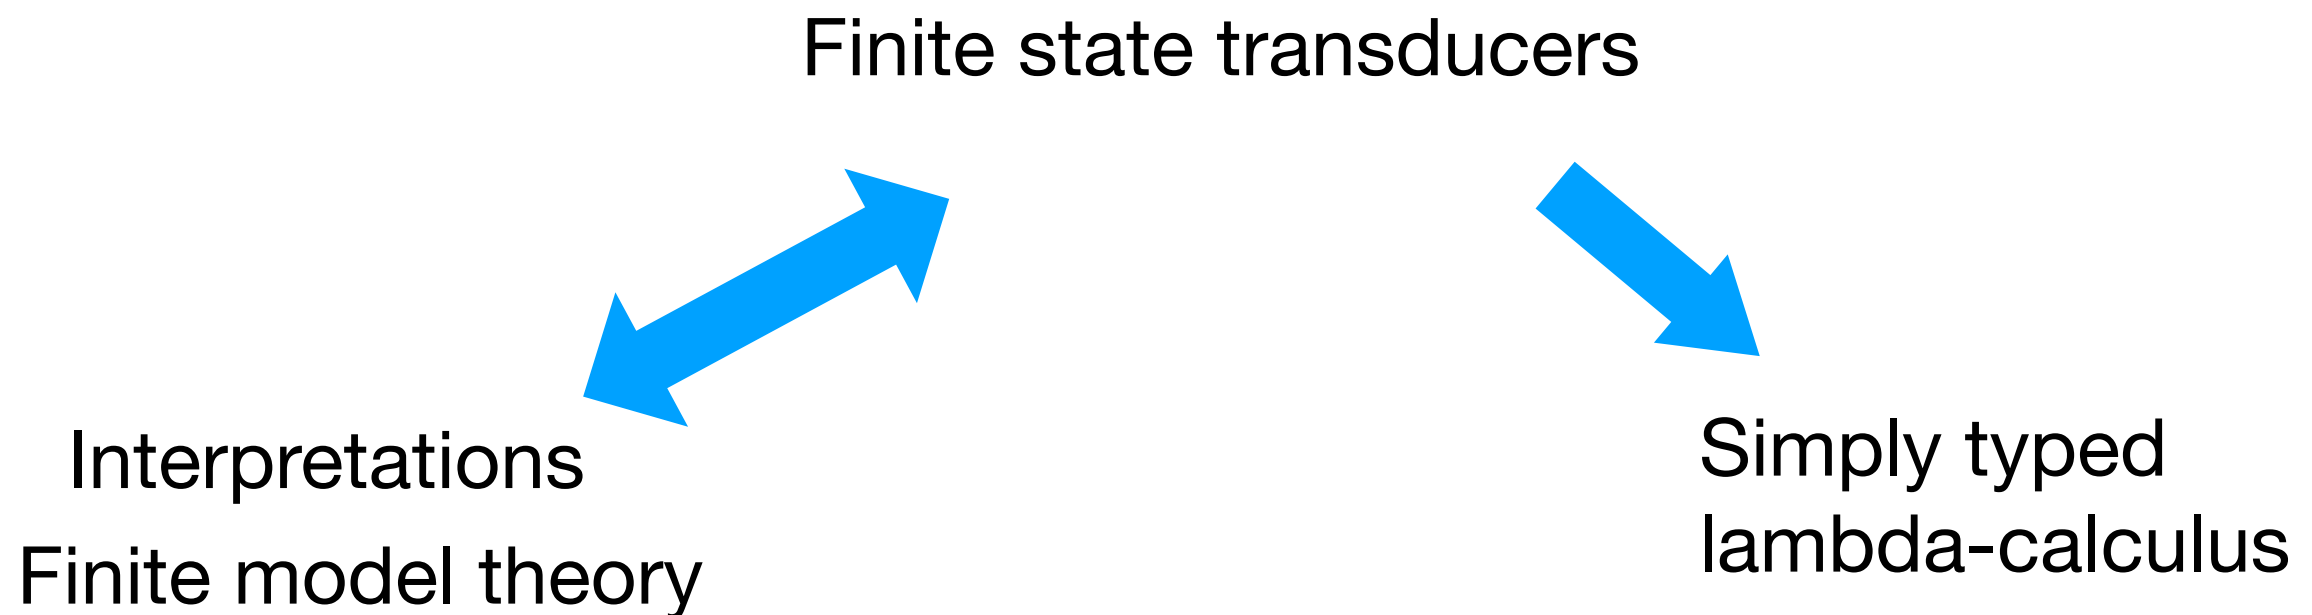 Finite state transducers
Interpretations
Finite model theory
Simply typed
lambda-calculus